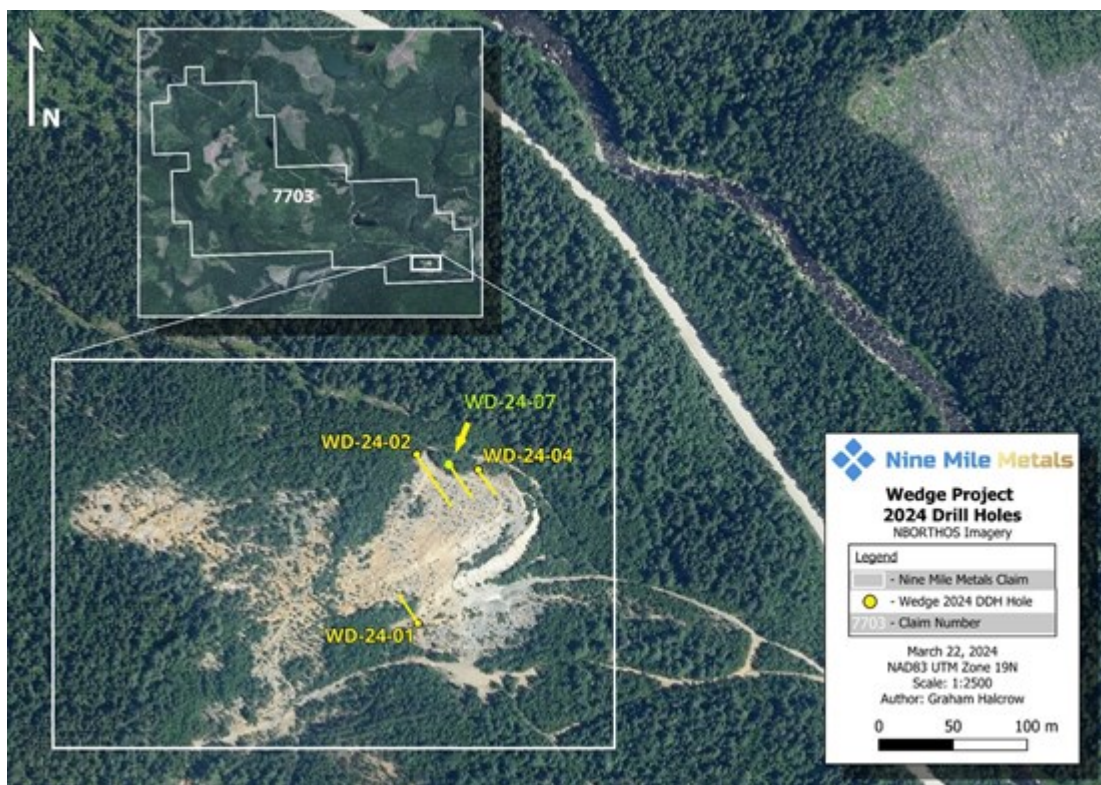 N
7703
WD-24-07
WD-24-02
WD-24-04
WD-24-01
Nine Mile Metals
Wedge Project
2024 Drill Holes
NBORTHOS Imagery
Legend
- Nine Mile Metals Claim
- Wedge 2024 DDH Hole
7703 - Claim Number
March 22, 2024
NAD83 UTM Zone 19N
Scale: 1:2500
Author: Graham Halcrow
0 50 100 m